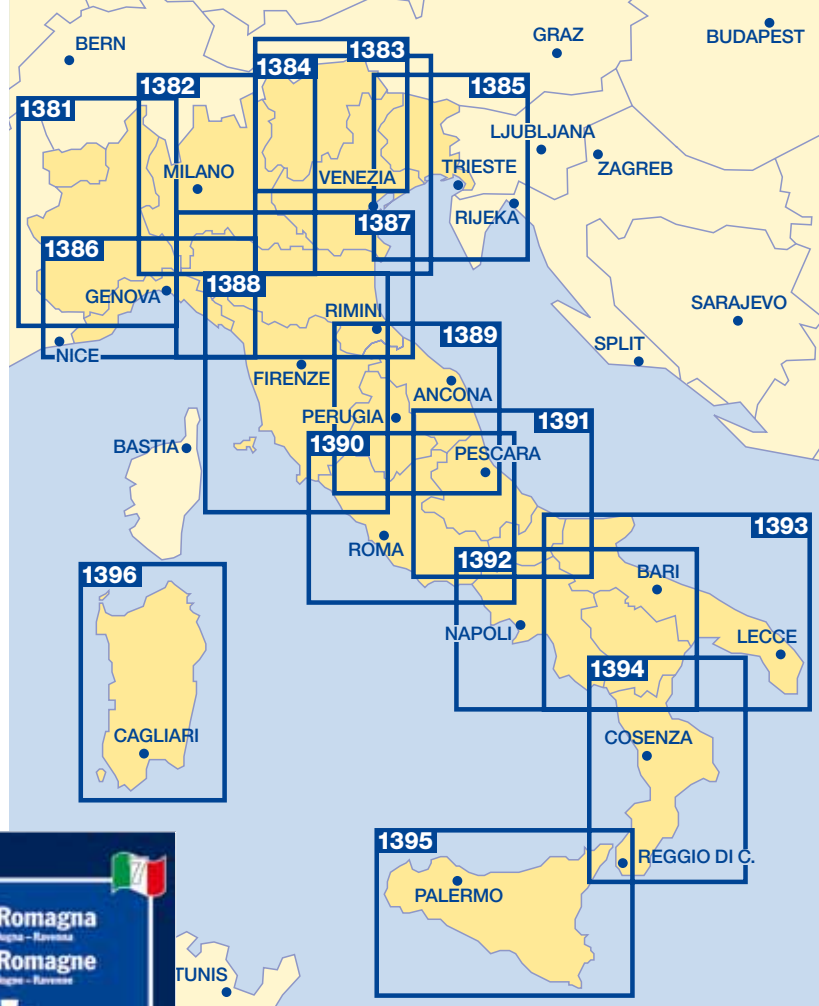 BERN
GRAZ
BUDAPEST
1383
1384
1382
1385
1381
LJUBLJANA
MILANO
VENEZIA
TRIESTE
ZAGREB
RIJEKA
1387
1386
1388
GENOVA
RIMINI
SARAJEVO
1389
SPLIT
NICE
FIRENZE
ANCONA
PERUGIA
1391
1390
BASTIA
PESCARA
1393
ROMA
1392
1396
BARI
NAPOLI
LECCE
1394
CAGLIARI
COSENZA
1395
REGGIO DI C.
PALERMO
7
Romagna
Romagne
TUNIS